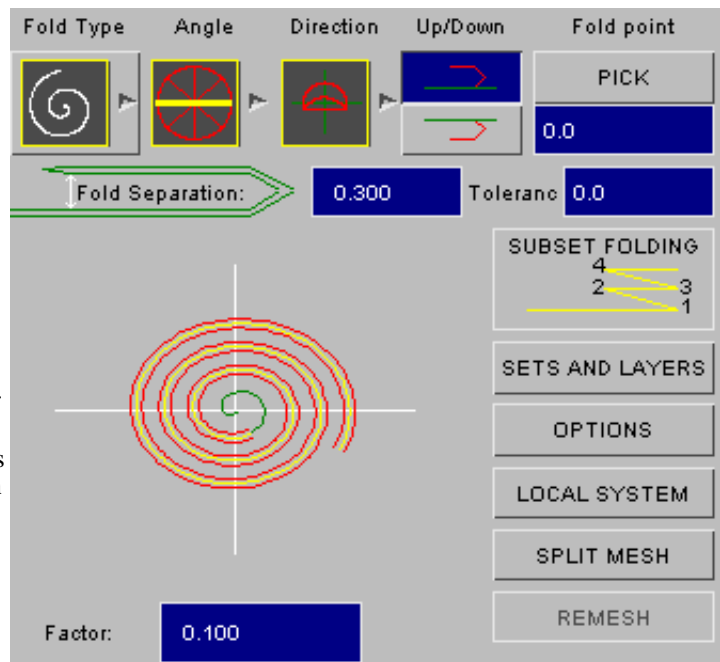 Fold Type Angle Direction Up/Down Fold point
PICK
0.0
Fold Separation: 0.300 Toleranc 0.0
SUBSET FOLDING
4
2 3
1
SETS AND LAYERS
OPTIONS
s
LOCAL SYSTEM
SPLIT MESH
REMESH
Factor: 0.100